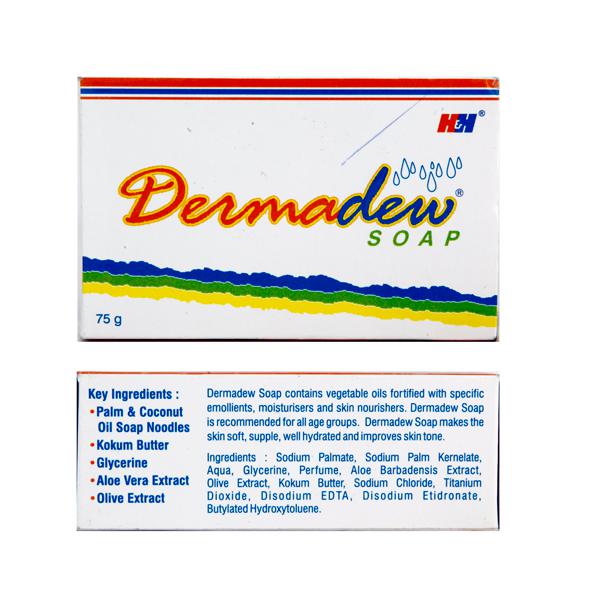 H&H®
Dermadew®
SOAP
75 g
Key Ingredients :
• Palm & Coconut
Oil Soap Noodles
• Kokum Butter
• Glycerine
• Aloe Vera Extract
• Olive Extract
Dermadew Soap contains vegetable oils fortified with specific
emollients, moisturisers and skin nourishers. Dermadew Soap
is recommended for all age groups. Dermadew Soap makes the
skin soft, supple, well hydrated and improves skin tone.
Ingredients : Sodium Palmate, Sodium Palm Kernelate,
Aqua, Glycerine, Perfume, Aloe Barbadensis Extract,
Olive Extract, Kokum Butter, Sodium Chloride, Titanium
Dioxide, Disodium EDTA, Disodium Etidronate,
Butylated Hydroxytoluene.